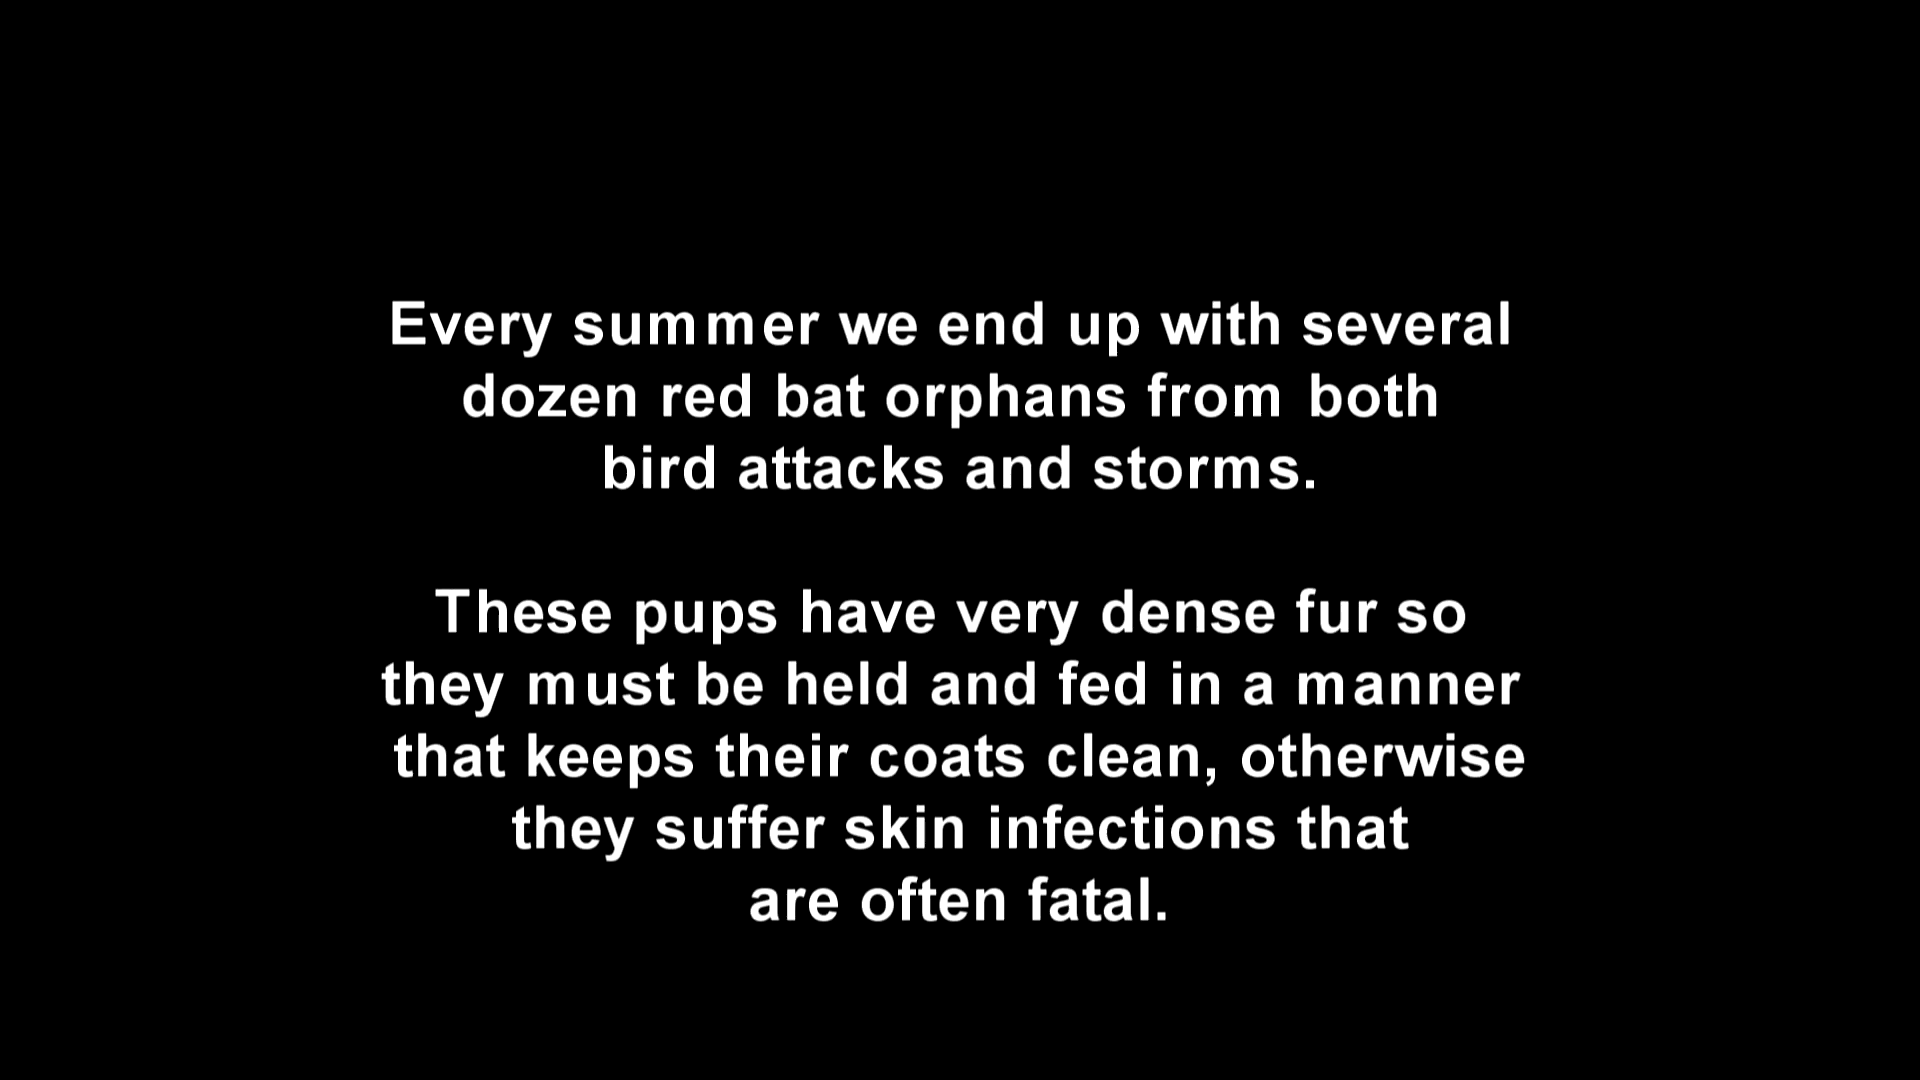 Every summer we end up with several
dozen red bat orphans from both
bird attacks and storms.
These pups have very dense fur so
they must be held and fed in a manner
that keeps their coats clean, otherwise
they suffer skin infections that
are often fatal.